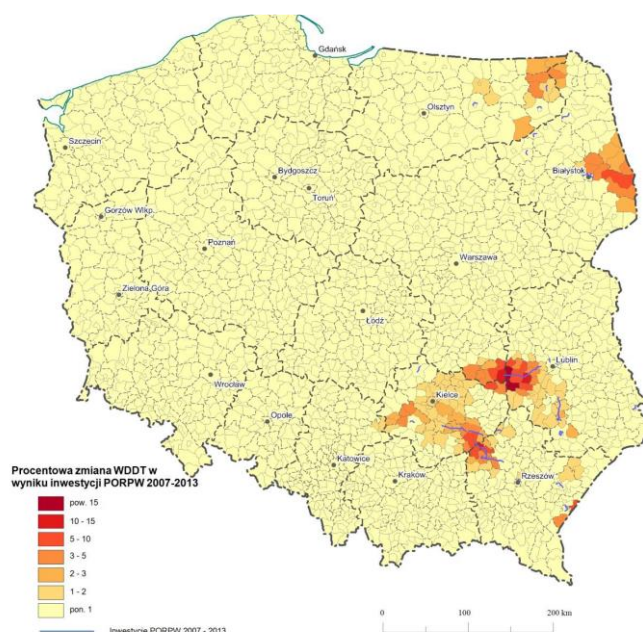 Gdańsk
Olsztyn
Szczecin
Bydgoszcz
Białystok
Toruń
Gorzów Wlkp.
Poznań
Warszawa
Zielona Góra
Łódź
Lublin
Wrocław
Kielce
Opole
Katowice
Kraków
Rzeszów
Procentowa zmiana WDDT w
wyniku inwestycji PORPW 2007-2013
pow. 15
10 - 15
5 - 10
3 - 5
2 - 3
1 - 2
pon. 1
Inwestycje PORPW 2007 - 2013
0 100 200 km